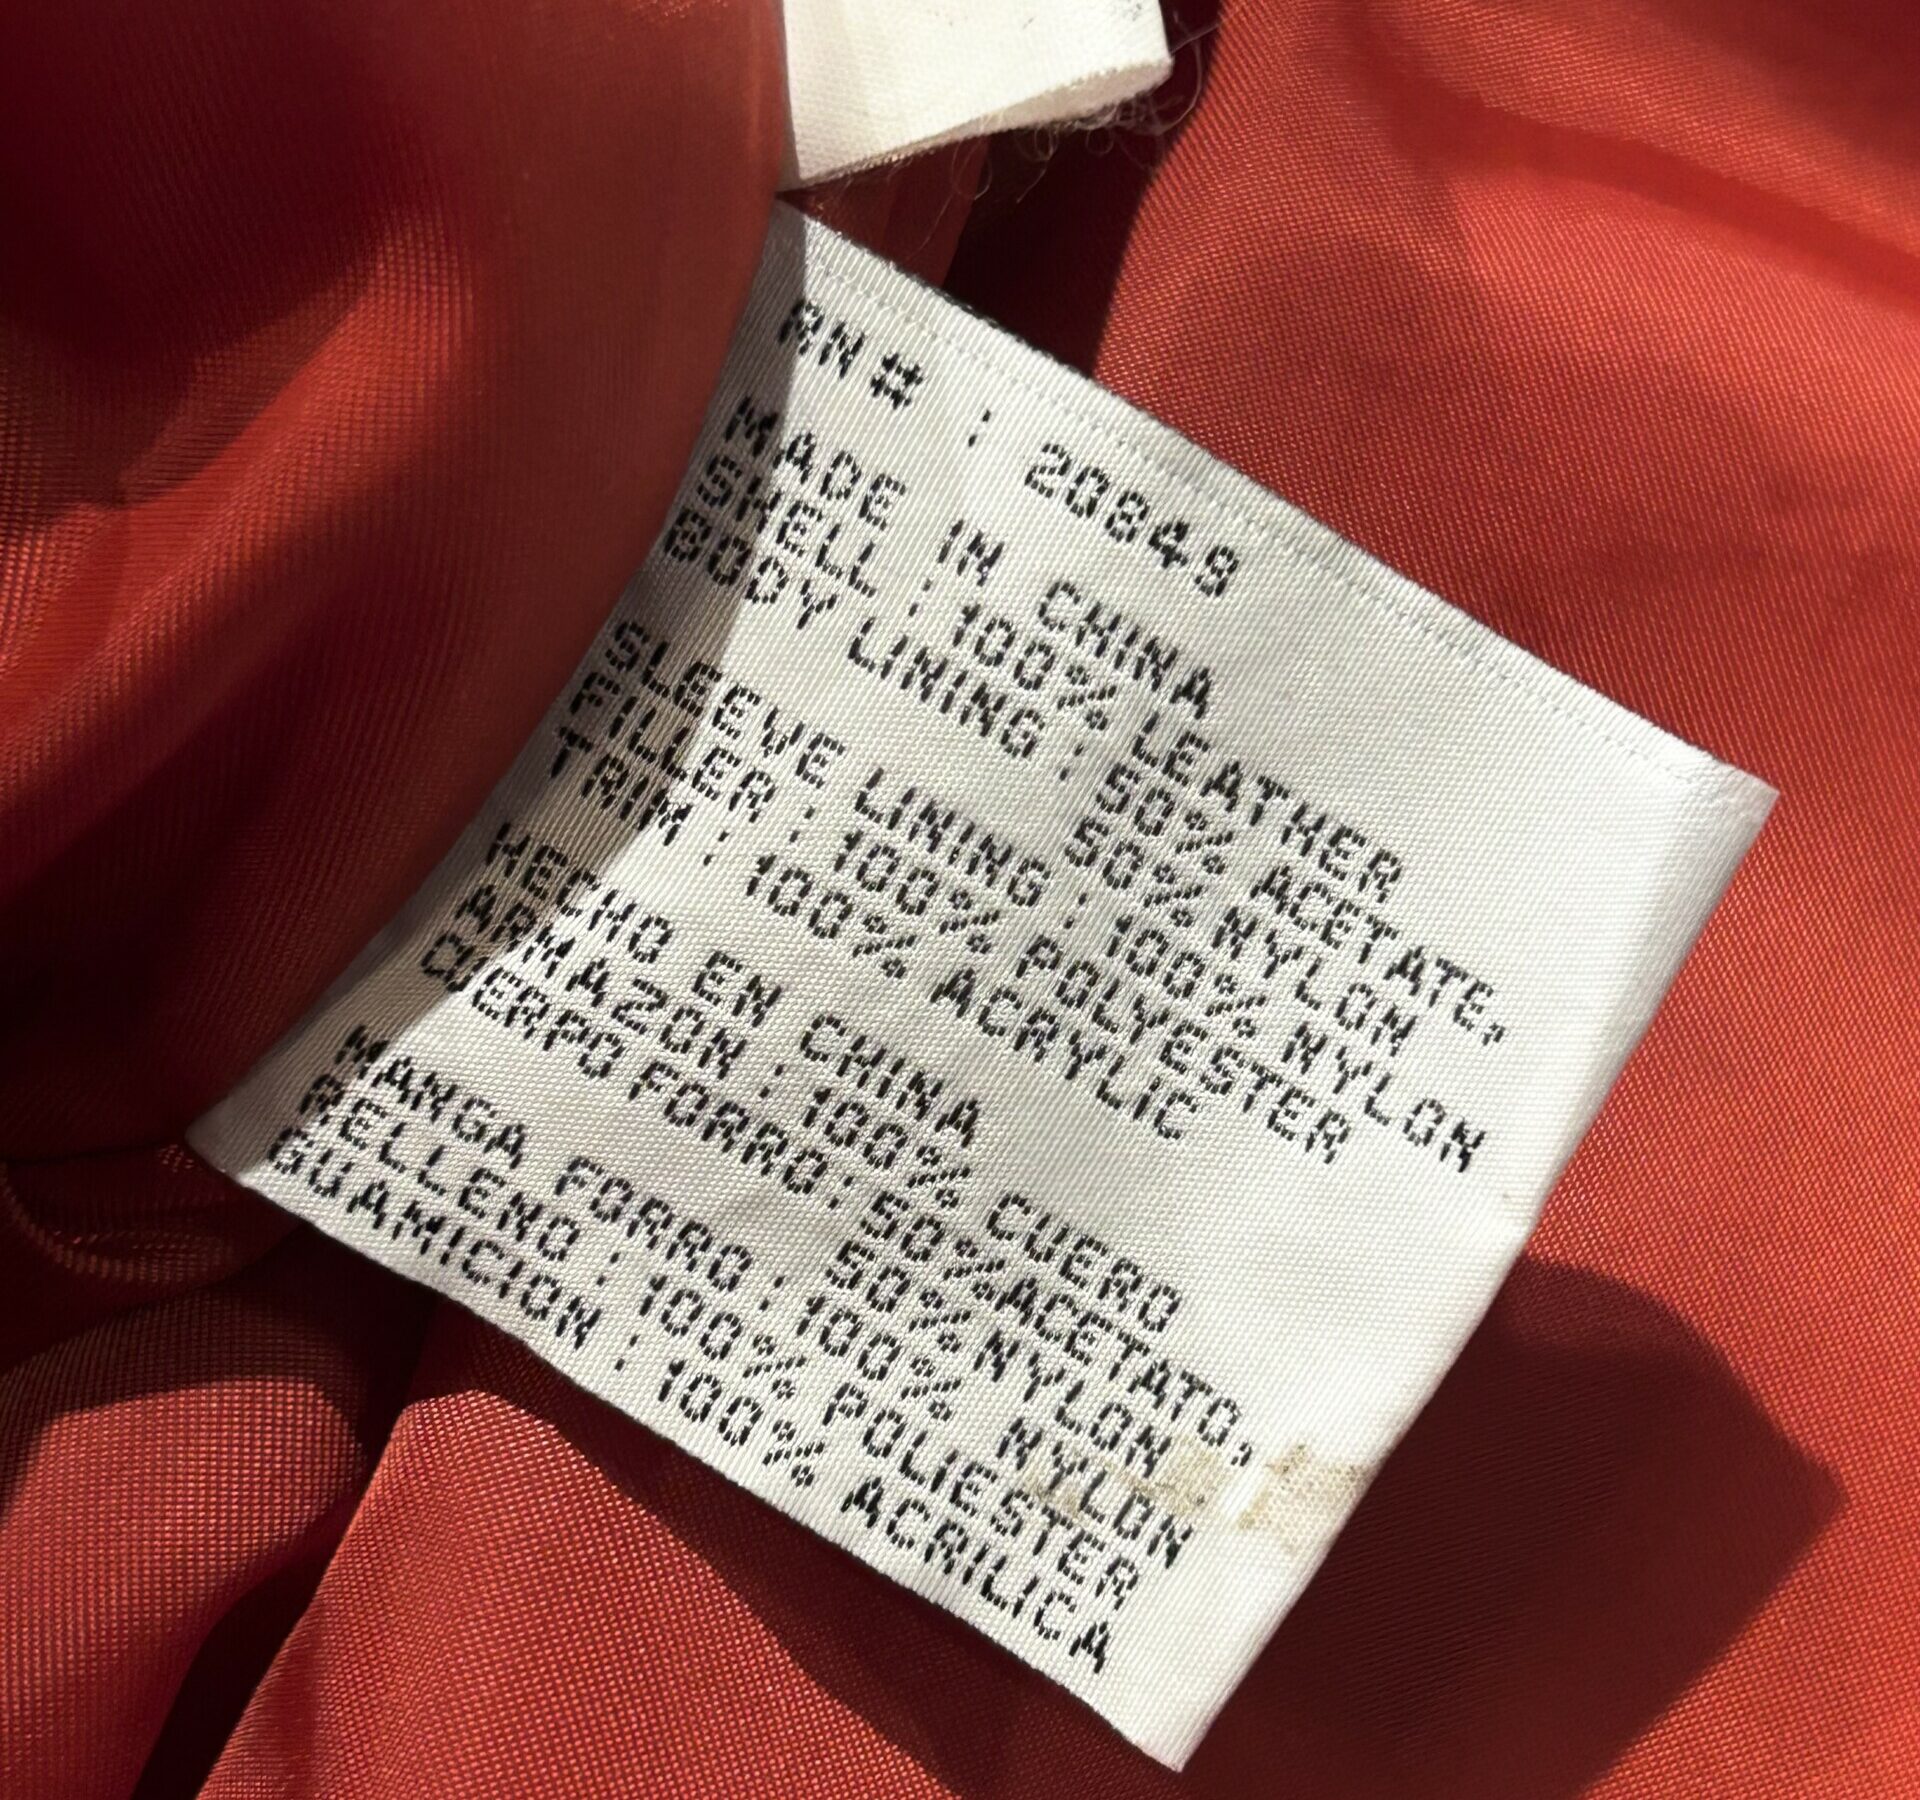 RN# : 20849
MADE IN CHINA
SHELL : 100% LEATHER
BODY LINING : 50% ACETATE,
50% NYLON
SLEEVE LINING : 100% NYLON
FILLER : 100% POLYESTER
TRIM : 100% ACRYLIC
HECHO EN CHINA
ARMAZON : 100% CUERO
CUERPO FORRO : 50% ACETATO,
50% NYLON
MANGA FORRO : 100% NYLON
RELLENO : 100% POLIESTER
GUAMICION : 100% ACRILICA